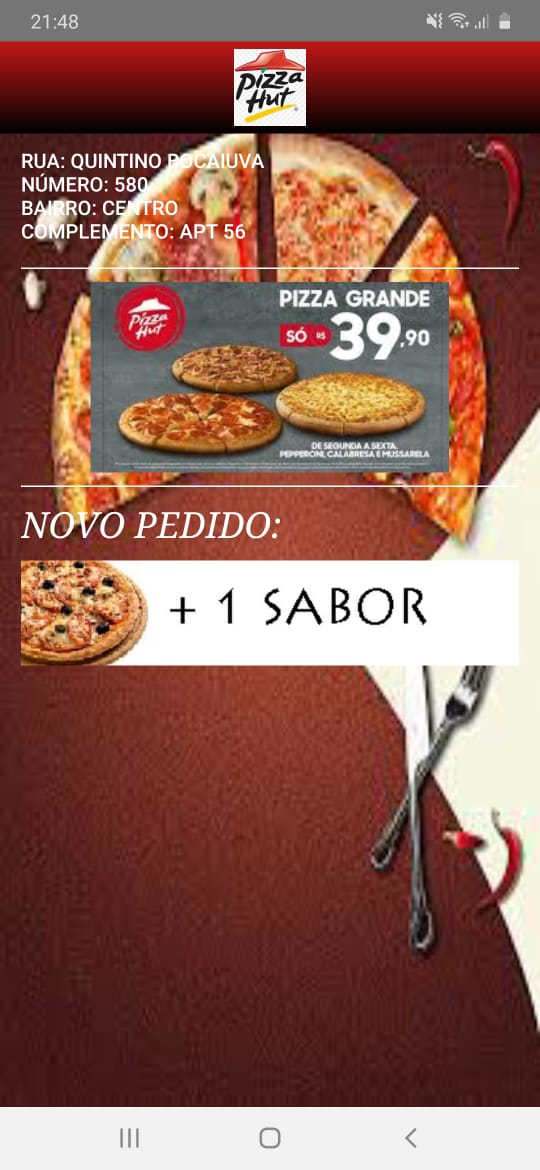 21:48
Pizza
Hut
RUA: QUINTINO BOCAIUVA
NÚMERO: 580
BAIRRO: CENTRO
COMPLEMENTO: APT 56
Pizza
Hut
PIZZA GRANDE
SÓ R$ 39,90
DE SEGUNDA A SEXTA.
PEPPERONI, CALABRESA E MUSSARELA
NOVO PEDIDO:
+ 1 SABOR